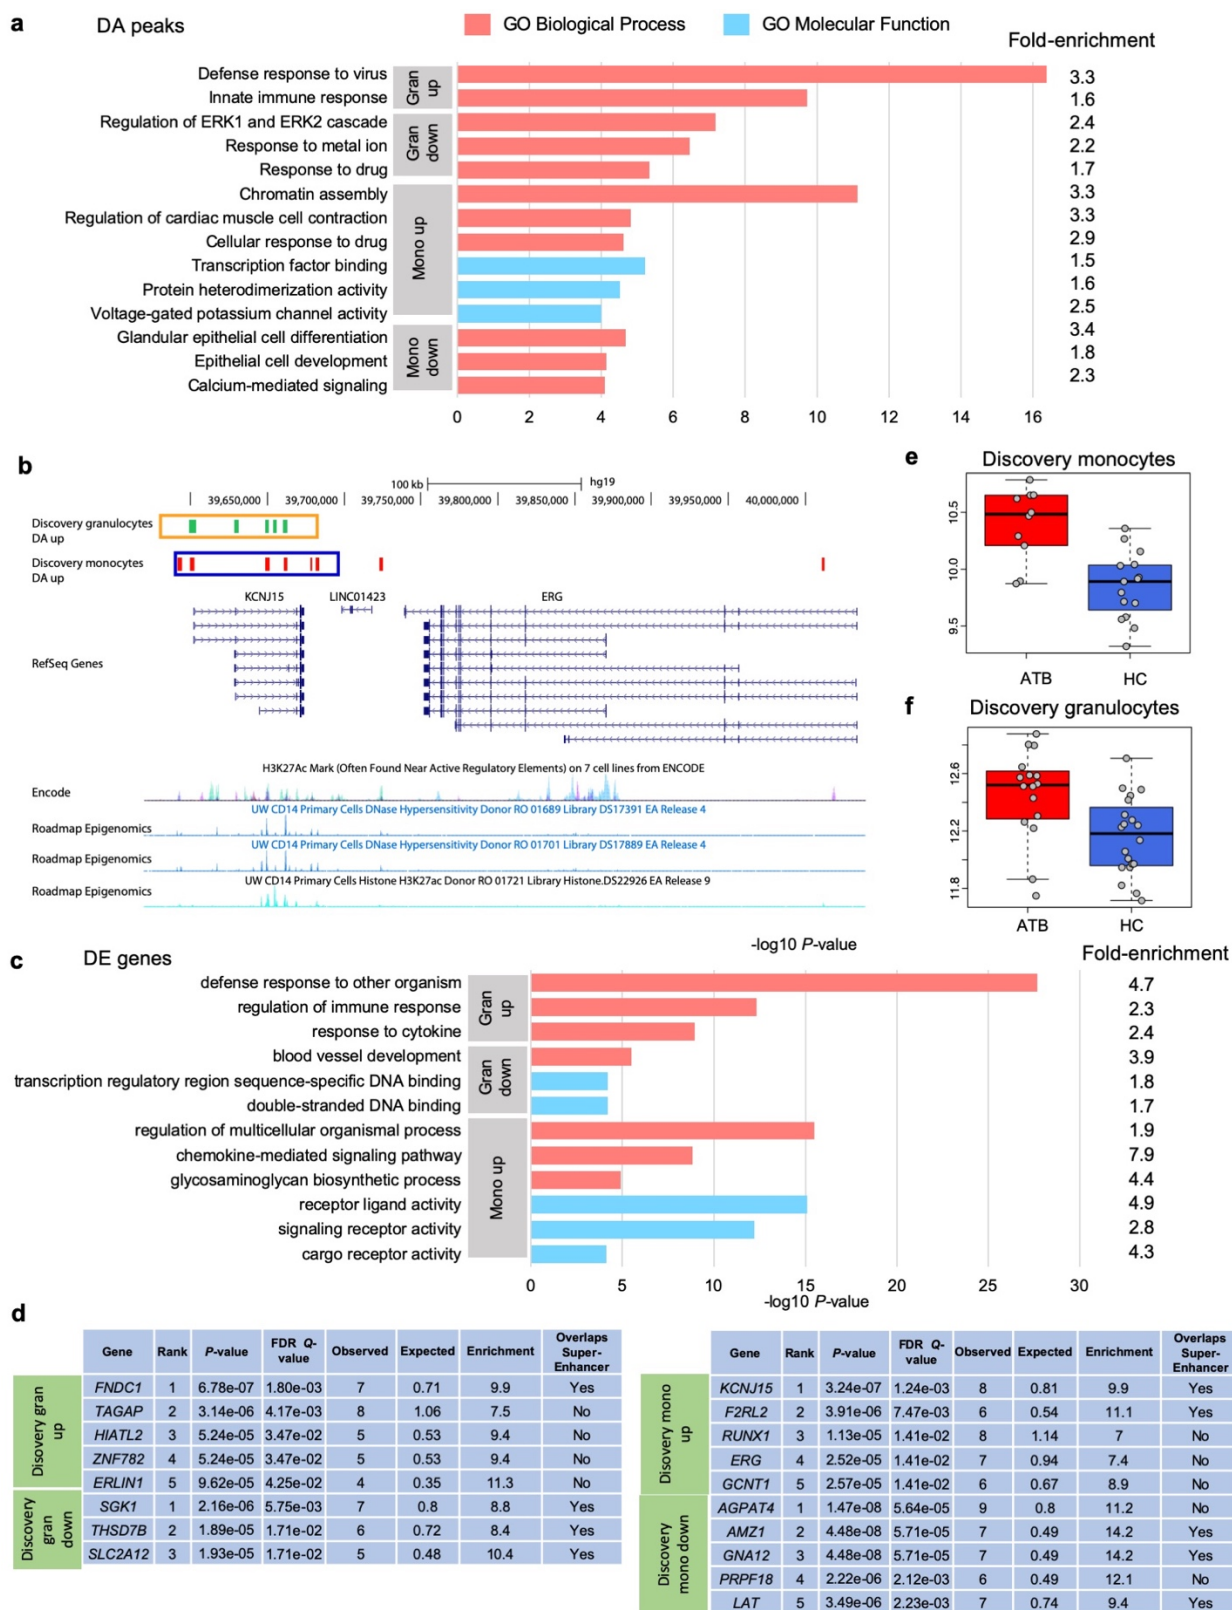 a
DA peaks
GO Biological Process
GO Molecular Function
Fold-enrichment
Defense response to virus
3.3
Innate immune response
1.6
Regulation of ERK1 and ERK2 cascade
2.4
Response to metal ion
2.2
Response to drug
1.7
Chromatin assembly
3.3
Regulation of cardiac muscle cell contraction
3.3
Cellular response to drug
2.9
Transcription factor binding
1.5
Protein heterodimerization activity
1.6
Voltage-gated potassium channel activity
2.5
Glandular epithelial cell differentiation
3.4
Epithelial cell development
1.8
Calcium-mediated signaling
2.3
Gran up
Gran down
Mono up
Mono down
0 2 4 6 8 10 12 14 16
b
100 kb
hg19
39,650,000 39,700,000 39,750,000 39,800,000 39,850,000 39,900,000 39,950,000 40,000,000
Discovery granulocytes
DA up
Discovery monocytes
DA up
KCNJ15
LINC01423
ERG
RefSeq Genes
H3K27Ac Mark (Often Found Near Active Regulatory Elements) on 7 cell lines from ENCODE
Encode
UW CD14 Primary Cells DNase Hypersensitivity Donor RO 01689 Library DS17391 EA Release 4
Roadmap Epigenomics
UW CD14 Primary Cells DNase Hypersensitivity Donor RO 01701 Library DS17889 EA Release 4
Roadmap Epigenomics
UW CD14 Primary Cells Histone H3K27ac Donor RO 01721 Library Histone.DS22926 EA Release 9
Roadmap Epigenomics
e
Discovery monocytes
10.5
10.0
9.5
ATB HC
f
Discovery granulocytes
12.6
12.2
11.8
ATB HC
-log10 P-value
c
DE genes
Fold-enrichment
defense response to other organism
4.7
regulation of immune response
2.3
response to cytokine
2.4
blood vessel development
3.9
transcription regulatory region sequence-specific DNA binding
1.8
double-stranded DNA binding
1.7
regulation of multicellular organismal process
1.9
chemokine-mediated signaling pathway
7.9
glycosaminoglycan biosynthetic process
4.4
receptor ligand activity
4.9
signaling receptor activity
2.8
cargo receptor activity
4.3
Gran up
Gran down
Mono up
0 5 10 15 20 25 30
-log10 P-value
d
Gene Rank P-value FDR Q-value Observed Expected Enrichment Overlaps Super-Enhancer
Disovery gran up
FNDC1 1 6.78e-07 1.80e-03 7 0.71 9.9 Yes
TAGAP 2 3.14e-06 4.17e-03 8 1.06 7.5 No
HIATL2 3 5.24e-05 3.47e-02 5 0.53 9.4 No
ZNF782 4 5.24e-05 3.47e-02 5 0.53 9.4 No
ERLIN1 5 9.62e-05 4.25e-02 4 0.35 11.3 No
Discovery gran down
SGK1 1 2.16e-06 5.75e-03 7 0.8 8.8 Yes
THSD7B 2 1.89e-05 1.71e-02 6 0.72 8.4 Yes
SLC2A12 3 1.93e-05 1.71e-02 5 0.48 10.4 Yes
Gene Rank P-value FDR Q-value Observed Expected Enrichment Overlaps Super-Enhancer
Disovery mono up
KCNJ15 1 3.24e-07 1.24e-03 8 0.81 9.9 Yes
F2RL2 2 3.91e-06 7.47e-03 6 0.54 11.1 Yes
RUNX1 3 1.13e-05 1.41e-02 8 1.14 7 No
ERG 4 2.52e-05 1.41e-02 7 0.94 7.4 No
GCNT1 5 2.57e-05 1.41e-02 6 0.67 8.9 No
Discovery mono down
AGPAT4 1 1.47e-08 5.64e-05 9 0.8 11.2 No
AMZ1 2 4.48e-08 5.71e-05 7 0.49 14.2 Yes
GNA12 3 4.48e-08 5.71e-05 7 0.49 14.2 Yes
PRPF18 4 2.22e-06 2.12e-03 6 0.49 12.1 No
LAT 5 3.49e-06 2.23e-03 7 0.74 9.4 Yes